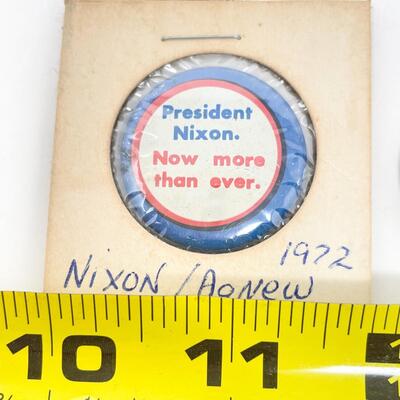 President
Nixon.
Now more
than ever.
1972
Nixon / Agnew
10 11